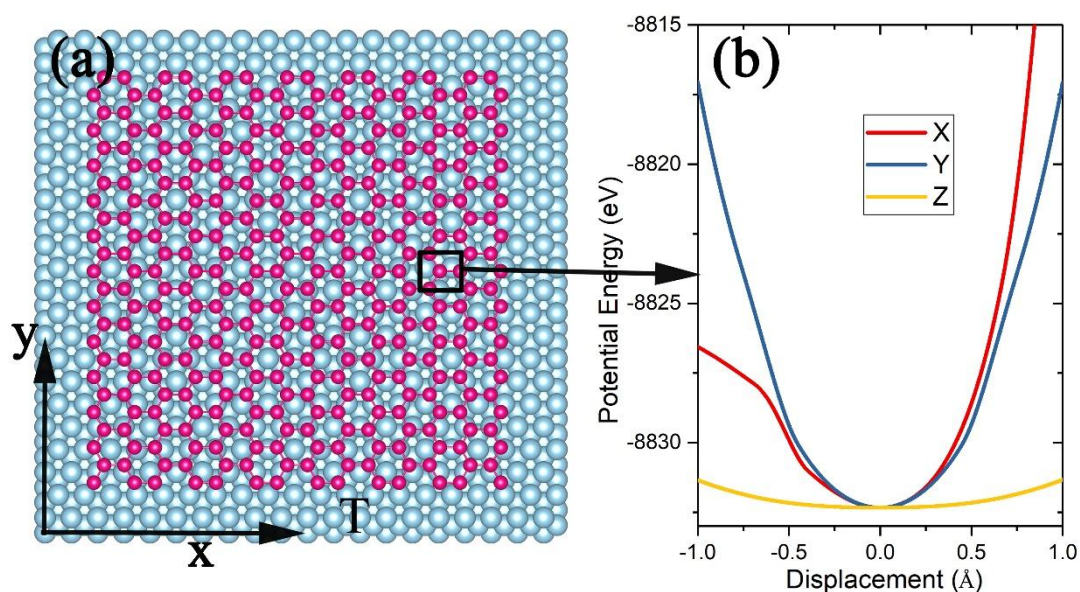 (a)
y
x
T
(b)
Potential Energy (eV)
-8815
-8820
-8825
-8830
X
Y
Z
-1.0 -0.5 0.0 0.5 1.0
Displacement (Å)